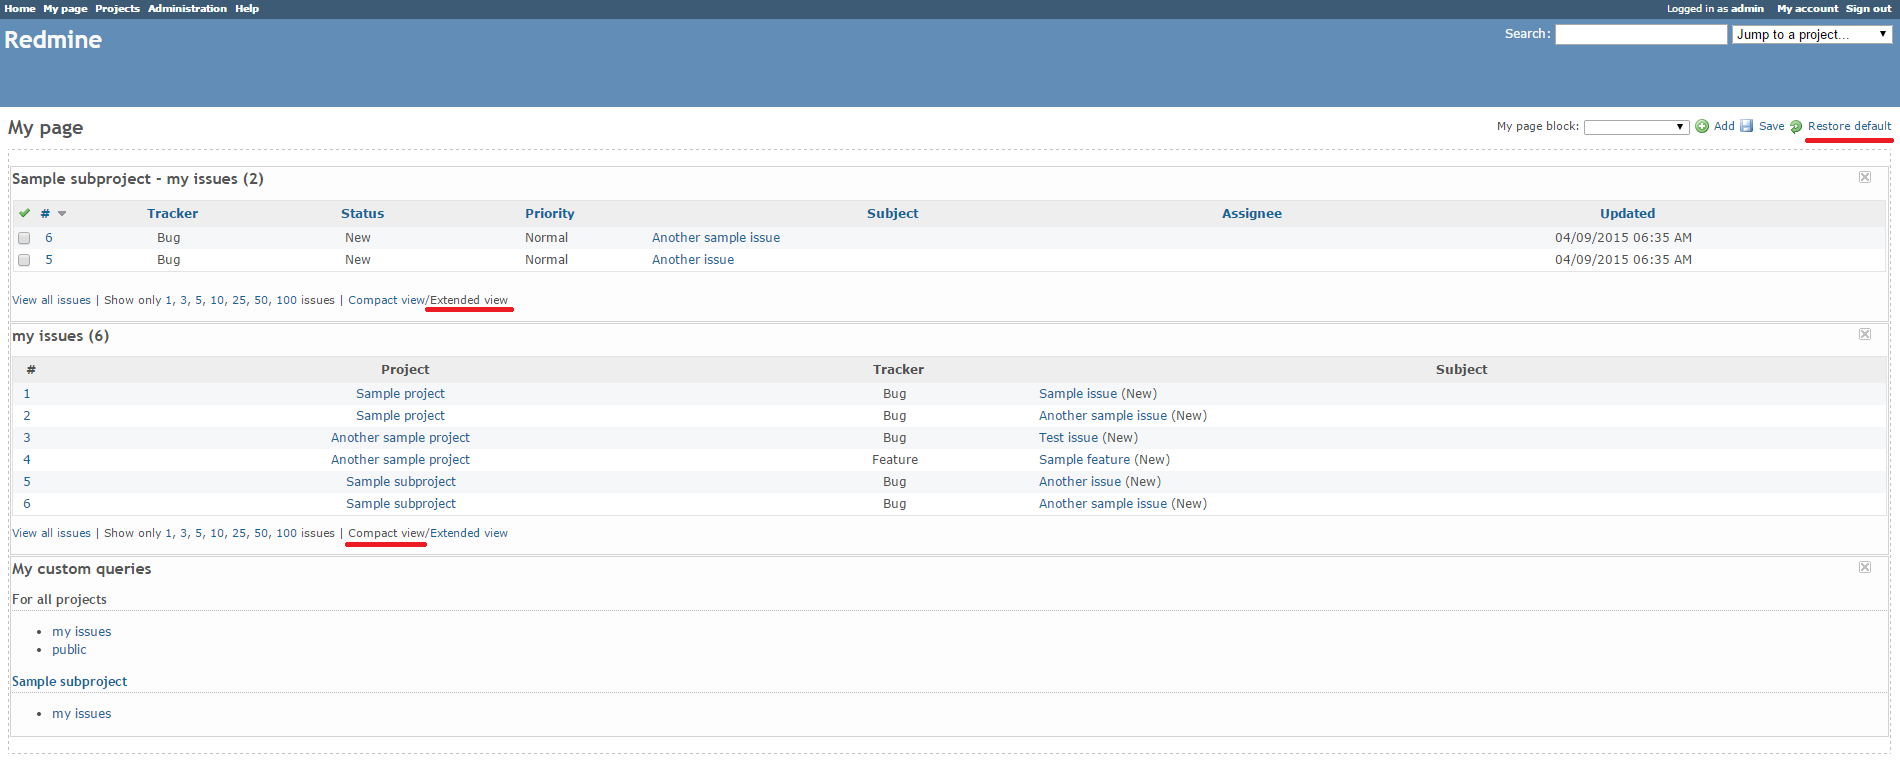 Home My page Projects Administration Help Logged in as admin My account Sign out
Redmine Search: Jump to a project...
My page My page block: Add Save Restore default
Sample subproject - my issues (2)
# Tracker Status Priority Subject Assignee Updated
6 Bug New Normal Another sample issue 04/09/2015 06:35 AM
5 Bug New Normal Another issue 04/09/2015 06:35 AM
View all issues | Show only 1, 3, 5, 10, 25, 50, 100 issues | Compact view/Extended view
my issues (6)
# Project Tracker Subject
1 Sample project Bug Sample issue (New)
2 Sample project Bug Another sample issue (New)
3 Another sample project Bug Test issue (New)
4 Another sample project Feature Sample feature (New)
5 Sample subproject Bug Another issue (New)
6 Sample subproject Bug Another sample issue (New)
View all issues | Show only 1, 3, 5, 10, 25, 50, 100 issues | Compact view/Extended view
My custom queries
For all projects
• my issues
• public
Sample subproject
• my issues